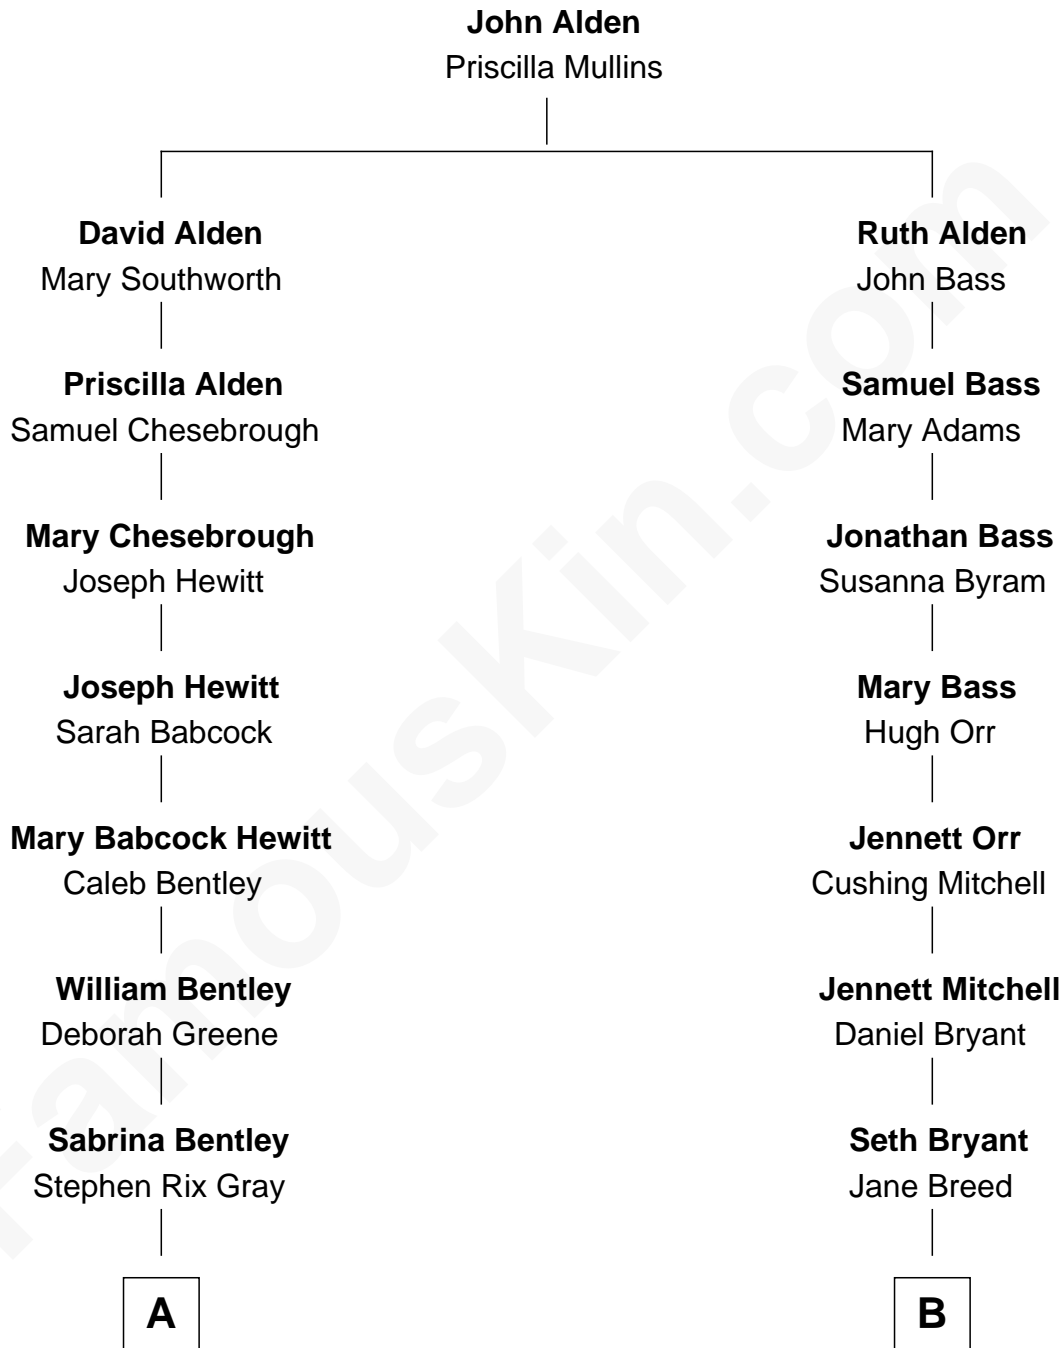 John Alden
Priscilla Mullins
David Alden
Mary Southworth
Ruth Alden
John Bass
Priscilla Alden
Samuel Chesebrough
Samuel Bass
Mary Adams
Mary Chesebrough
Joseph Hewitt
Jonathan Bass
Susanna Byram
Joseph Hewitt
Sarah Babcock
Mary Bass
Hugh Orr
Mary Babcock Hewitt
Caleb Bentley
Jennett Orr
Cushing Mitchell
William Bentley
Deborah Greene
Jennett Mitchell
Daniel Bryant
Sabrina Bentley
Stephen Rix Gray
Seth Bryant
Jane Breed
A
B
FamousKin.com